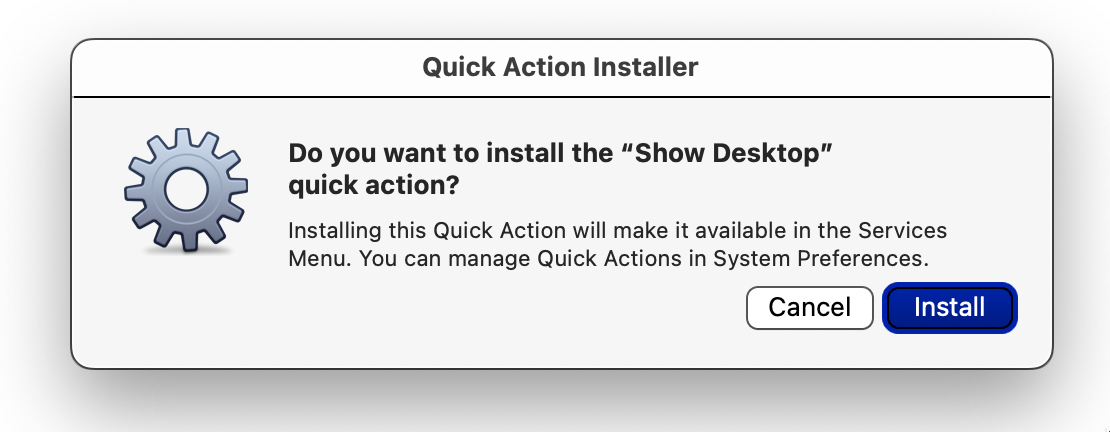 Quick Action Installer
Do you want to install the “Show Desktop”
quick action?
Installing this Quick Action will make it available in the Services
Menu. You can manage Quick Actions in System Preferences.
Cancel
Install